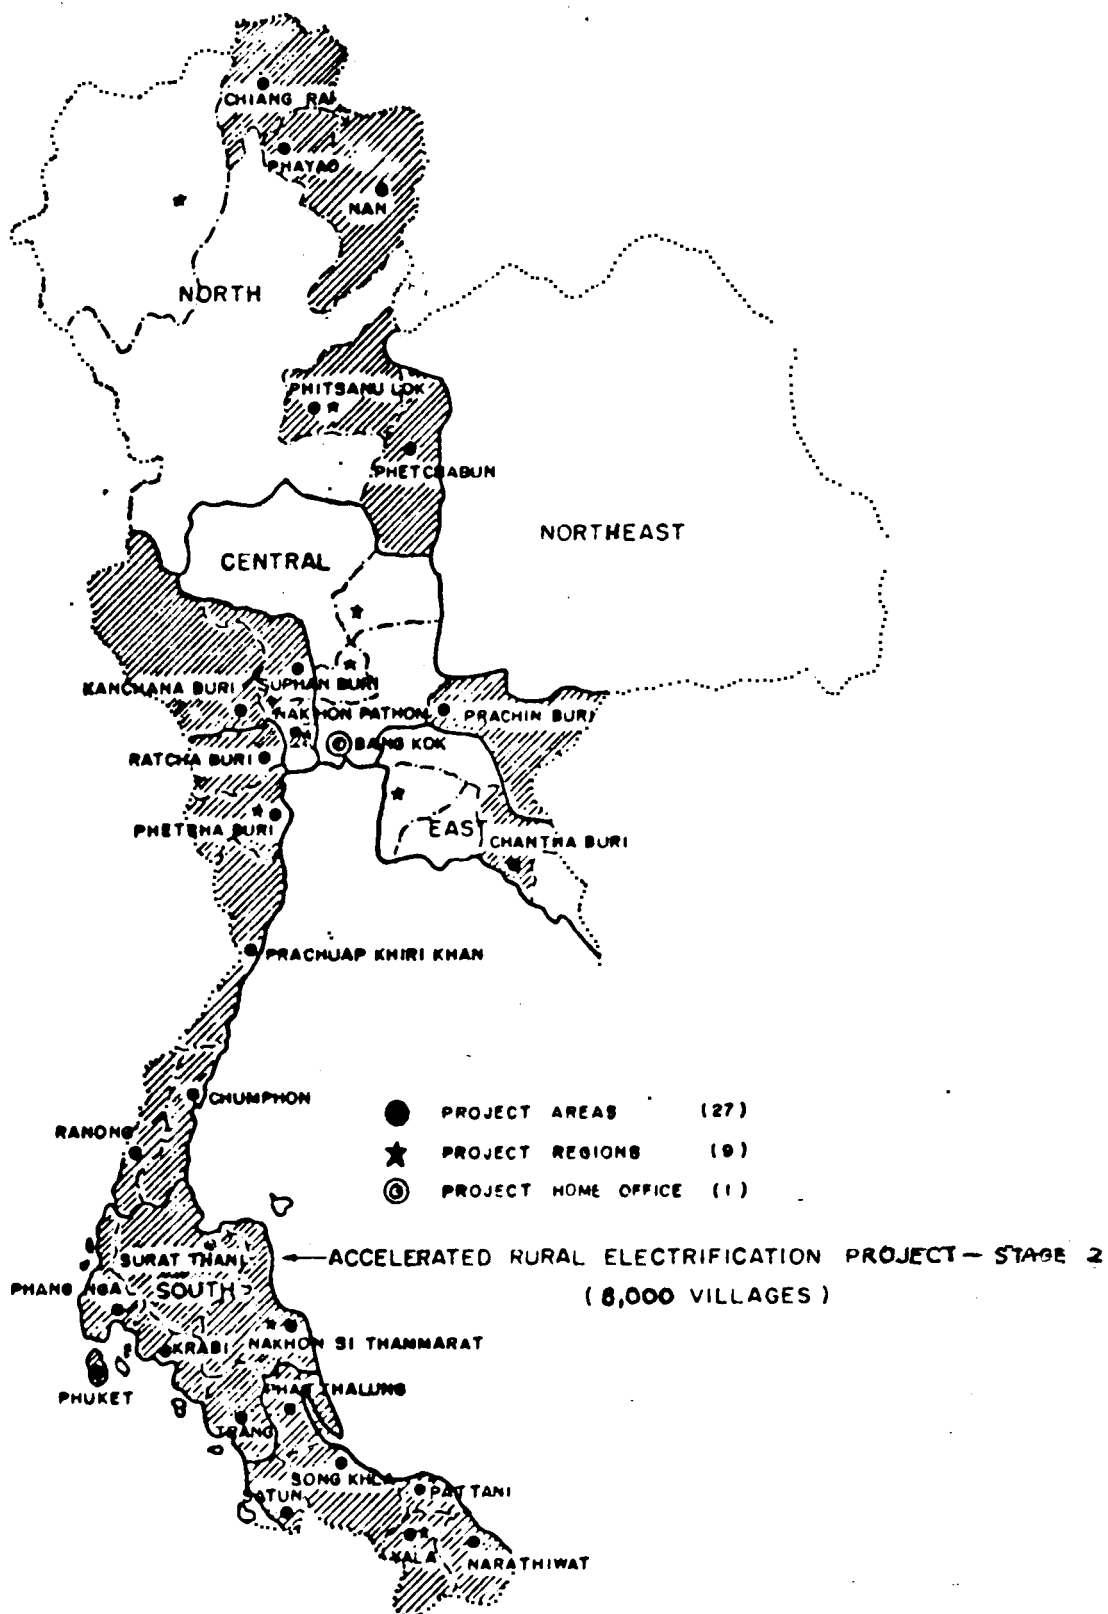 CHIANG RAI
PHAYAO
NAN
NORTH
PHITSANU LOK
PHETCHABUN
NORTHEAST
CENTRAL
KANCHANA BURI
SUPHAN BURI
NAKHON PATHON
PRACHIN BURI
BANG KOK
RATCHA BURI
PHETCHA BURI
EAST
CHANTHA BURI
PRACHUAP KHIRI KHAN
CHUMPHON
RANONG
PROJECT AREAS (27)
PROJECT REGIONS (9)
PROJECT HOME OFFICE (1)
SURAT THANI
ACCELERATED RURAL ELECTRIFICATION PROJECT — STAGE 2
(8,000 VILLAGES)
PHANG NGA
SOUTH
KRABI
NAKHON SI THAMMARAT
PHUKET
PHATTHALUNG
TRANG
SONG KHLA
PATTANI
SATUN
YALA
NARATHIWAT